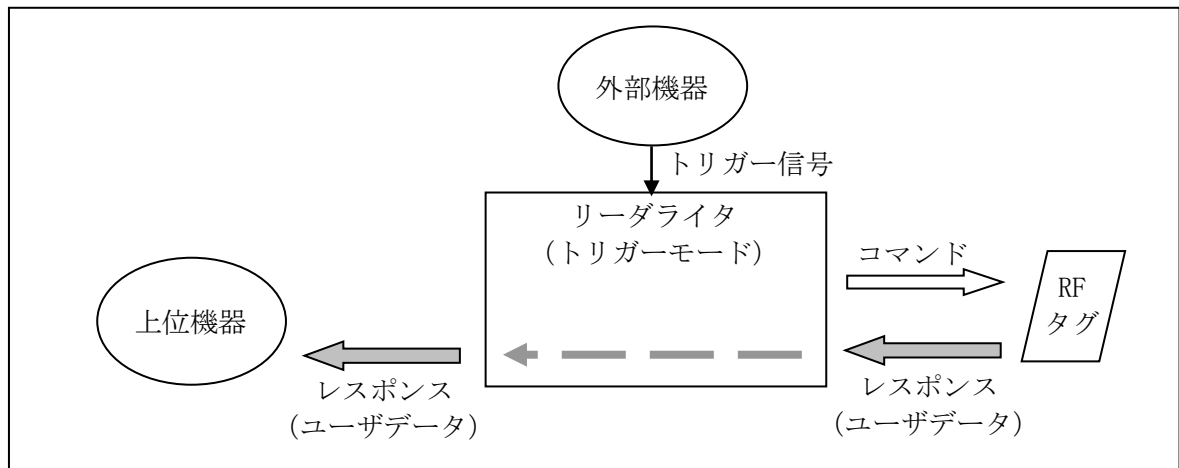 外部機器
トリガー信号
リーダライタ
(トリガーモード)
コマンド
RF
タグ
上位機器
レスポンス
(ユーザデータ)
レスポンス
(ユーザデータ)